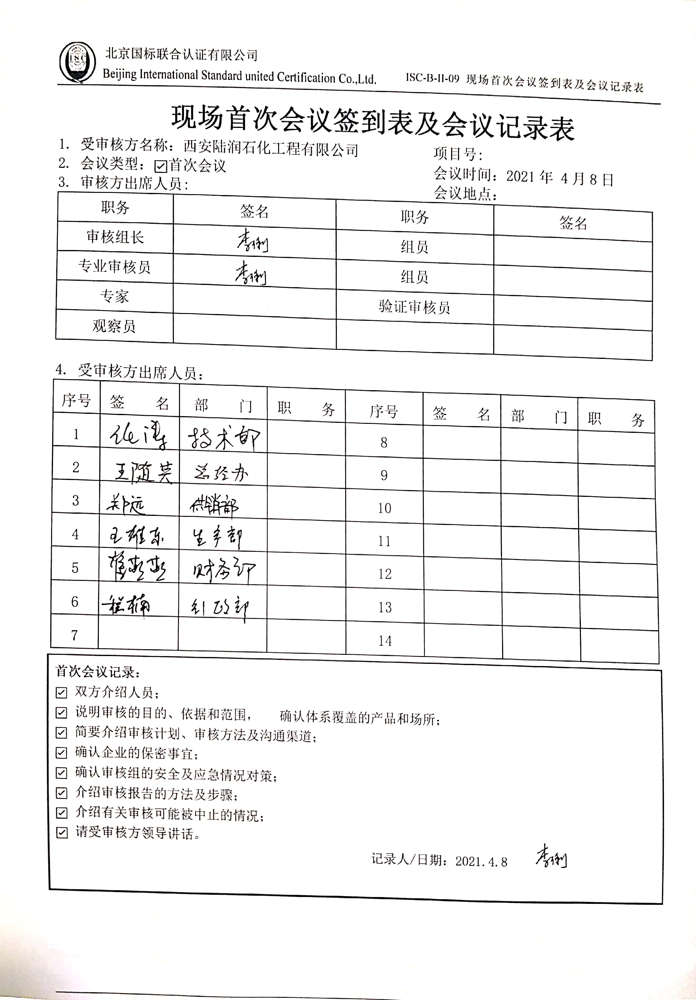 ISC
北京国标联合认证有限公司
Beijing International Standard united Certification Co.,Ltd.
ISC-B-II-09 现场首次会议签到表及会议记录表
现场首次会议签到表及会议记录表
1. 受审核方名称：西安陆润石化工程有限公司 项目号:
2. 会议类型：☑首次会议 会议时间：2021 年 4 月 8 日
3. 审核方出席人员: 会议地点：
职务 签名 职务 签名
审核组长 李俐 组员
专业审核员 李俐 组员
专家 验证审核员
观察员
4. 受审核方出席人员:
序号 签 名 部 门 职 务 序号 签 名 部 门 职 务
1 技术部 8
2 王随英 总经办 9
3 郑远 供销部 10
4 王雄东 生产部 11
5 燕燕 财务部 12
6 程楠 行政部 13
7 14
首次会议记录:
☑ 双方介绍人员;
☑ 说明审核的目的、依据和范围, 确认体系覆盖的产品和场所;
☑ 简要介绍审核计划、审核方法及沟通渠道;
☑ 确认企业的保密事宜;
☑ 确认审核组的安全及应急情况对策;
☑ 介绍审核报告的方法及步骤;
☑ 介绍有关审核可能被中止的情况;
☑ 请受审核方领导讲话。
记录人/日期: 2021.4.8 李俐